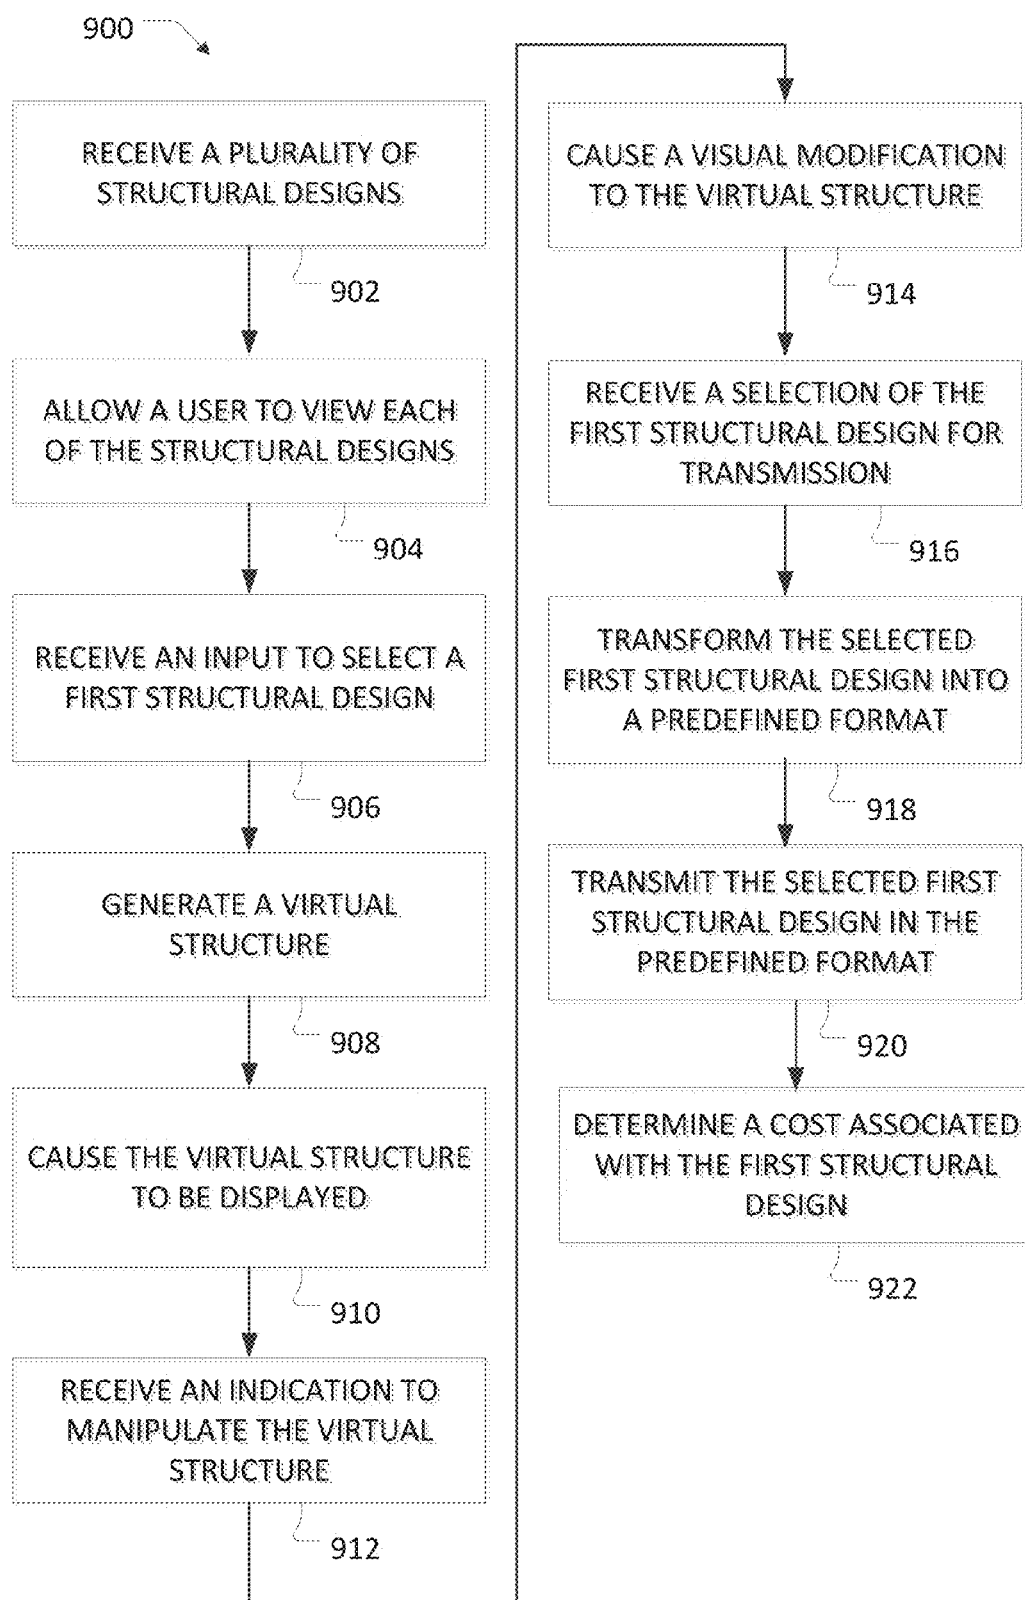 900
RECEIVE A PLURALITY OF
STRUCTURAL DESIGNS
902
ALLOW A USER TO VIEW EACH
OF THE STRUCTURAL DESIGNS
904
RECEIVE AN INPUT TO SELECT A
FIRST STRUCTURAL DESIGN
906
GENERATE A VIRTUAL
STRUCTURE
908
CAUSE THE VIRTUAL STRUCTURE
TO BE DISPLAYED
910
RECEIVE AN INDICATION TO
MANIPULATE THE VIRTUAL
STRUCTURE
912
CAUSE A VISUAL MODIFICATION
TO THE VIRTUAL STRUCTURE
914
RECEIVE A SELECTION OF THE
FIRST STRUCTURAL DESIGN FOR
TRANSMISSION
916
TRANSFORM THE SELECTED
FIRST STRUCTURAL DESIGN INTO
A PREDEFINED FORMAT
918
TRANSMIT THE SELECTED FIRST
STRUCTURAL DESIGN IN THE
PREDEFINED FORMAT
920
DETERMINE A COST ASSOCIATED
WITH THE FIRST STRUCTURAL
DESIGN
922